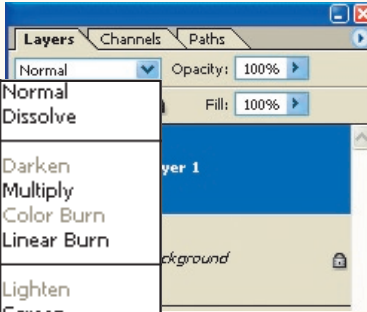 Layers Channels Paths
Normal Opacity: 100%
Normal Fill: 100%
Dissolve
Darken yer 1
Multiply
Color Burn
Linear Burn
ckground
Lighten